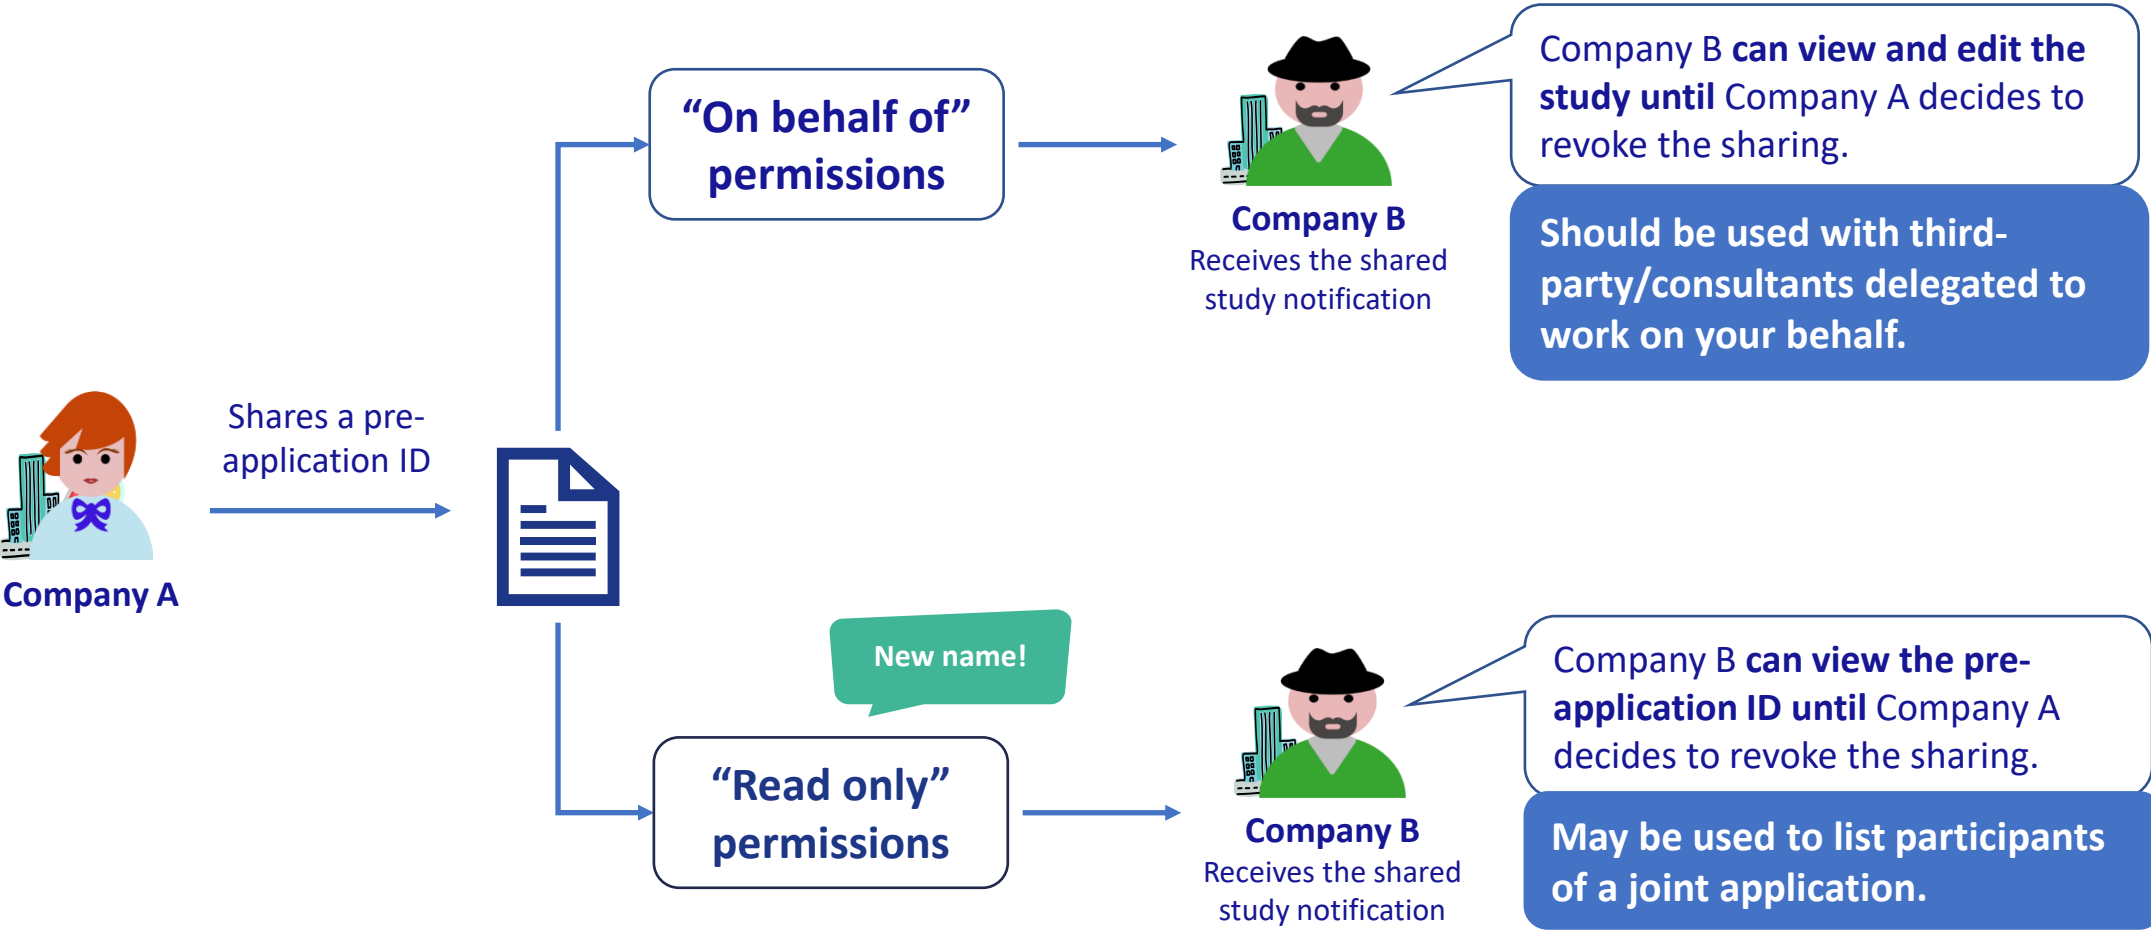 Company A
Shares a pre-
application ID
“On behalf of”
permissions
Company B
Receives the shared
study notification
Company B can view and edit the
study until Company A decides to
revoke the sharing.
Should be used with third-
party/consultants delegated to
work on your behalf.
New name!
“Read only”
permissions
Company B
Receives the shared
study notification
Company B can view the pre-
application ID until Company A
decides to revoke the sharing.
May be used to list participants
of a joint application.